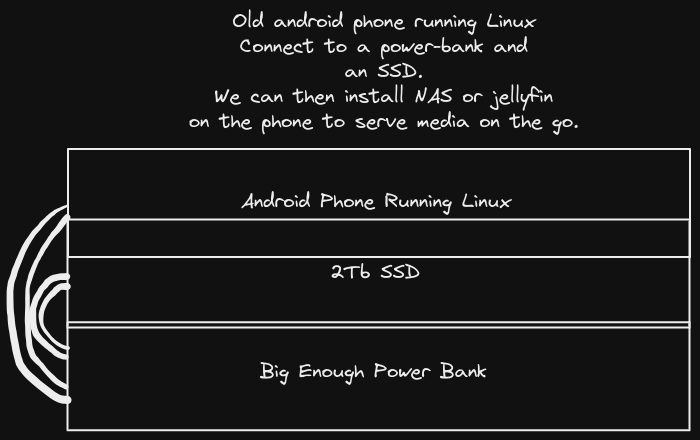 Old android phone running Linux
Connect to a power-bank and
an SSD.
We can then install NAS or jellyfin
on the phone to serve media on the go.
Android Phone Running Linux
2Tb SSD
Big Enough Power Bank